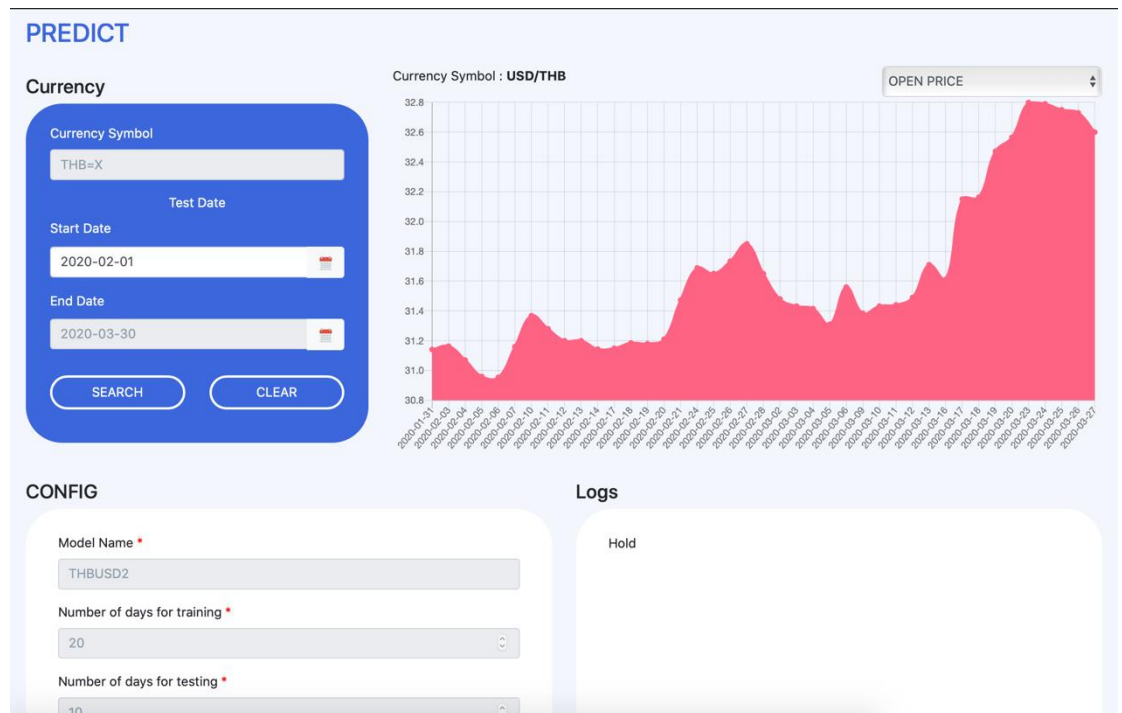 PREDICT
Currency
Currency Symbol
THB=X
Test Date
Start Date
2020-02-01
End Date
2020-03-30
SEARCH CLEAR
Currency Symbol : USD/THB
OPEN PRICE
32.8
32.6
32.4
32.2
32.0
31.8
31.6
31.4
31.2
31.0
30.8
2020-01-31 2020-02-03 2020-02-04 2020-02-05 2020-02-06 2020-02-07 2020-02-10 2020-02-11 2020-02-12 2020-02-13 2020-02-14 2020-02-17 2020-02-18 2020-02-19 2020-02-20 2020-02-21 2020-02-24 2020-02-25 2020-02-26 2020-02-27 2020-02-28 2020-03-02 2020-03-03 2020-03-04 2020-03-05 2020-03-06 2020-03-09 2020-03-10 2020-03-11 2020-03-12 2020-03-13 2020-03-16 2020-03-17 2020-03-18 2020-03-19 2020-03-20 2020-03-23 2020-03-24 2020-03-25 2020-03-26 2020-03-27
CONFIG
Model Name *
THBUSD2
Number of days for training *
20
Number of days for testing *
10
Logs
Hold